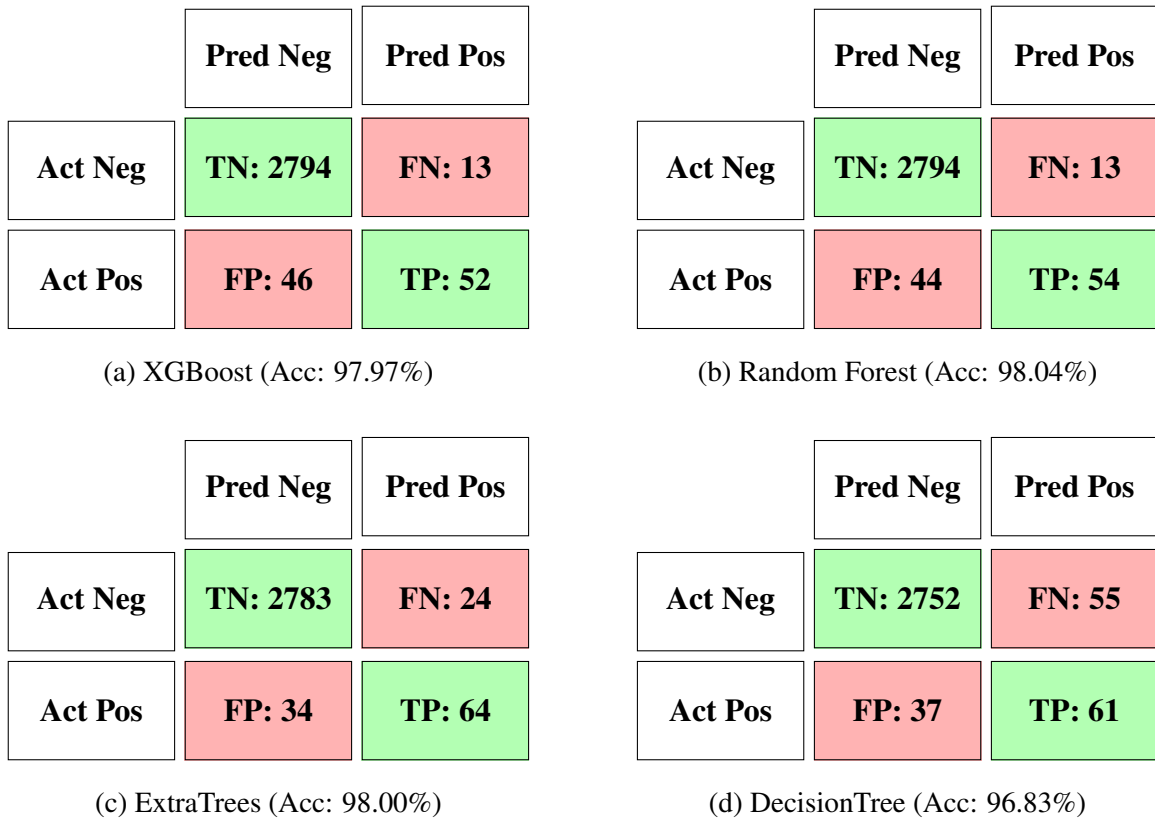 Pred Neg Pred Pos
Act Neg TN: 2794 FN: 13
Act Pos FP: 46 TP: 52
(a) XGBoost (Acc: 97.97%)
Pred Neg Pred Pos
Act Neg TN: 2794 FN: 13
Act Pos FP: 44 TP: 54
(b) Random Forest (Acc: 98.04%)
Pred Neg Pred Pos
Act Neg TN: 2783 FN: 24
Act Pos FP: 34 TP: 64
(c) ExtraTrees (Acc: 98.00%)
Pred Neg Pred Pos
Act Neg TN: 2752 FN: 55
Act Pos FP: 37 TP: 61
(d) DecisionTree (Acc: 96.83%)